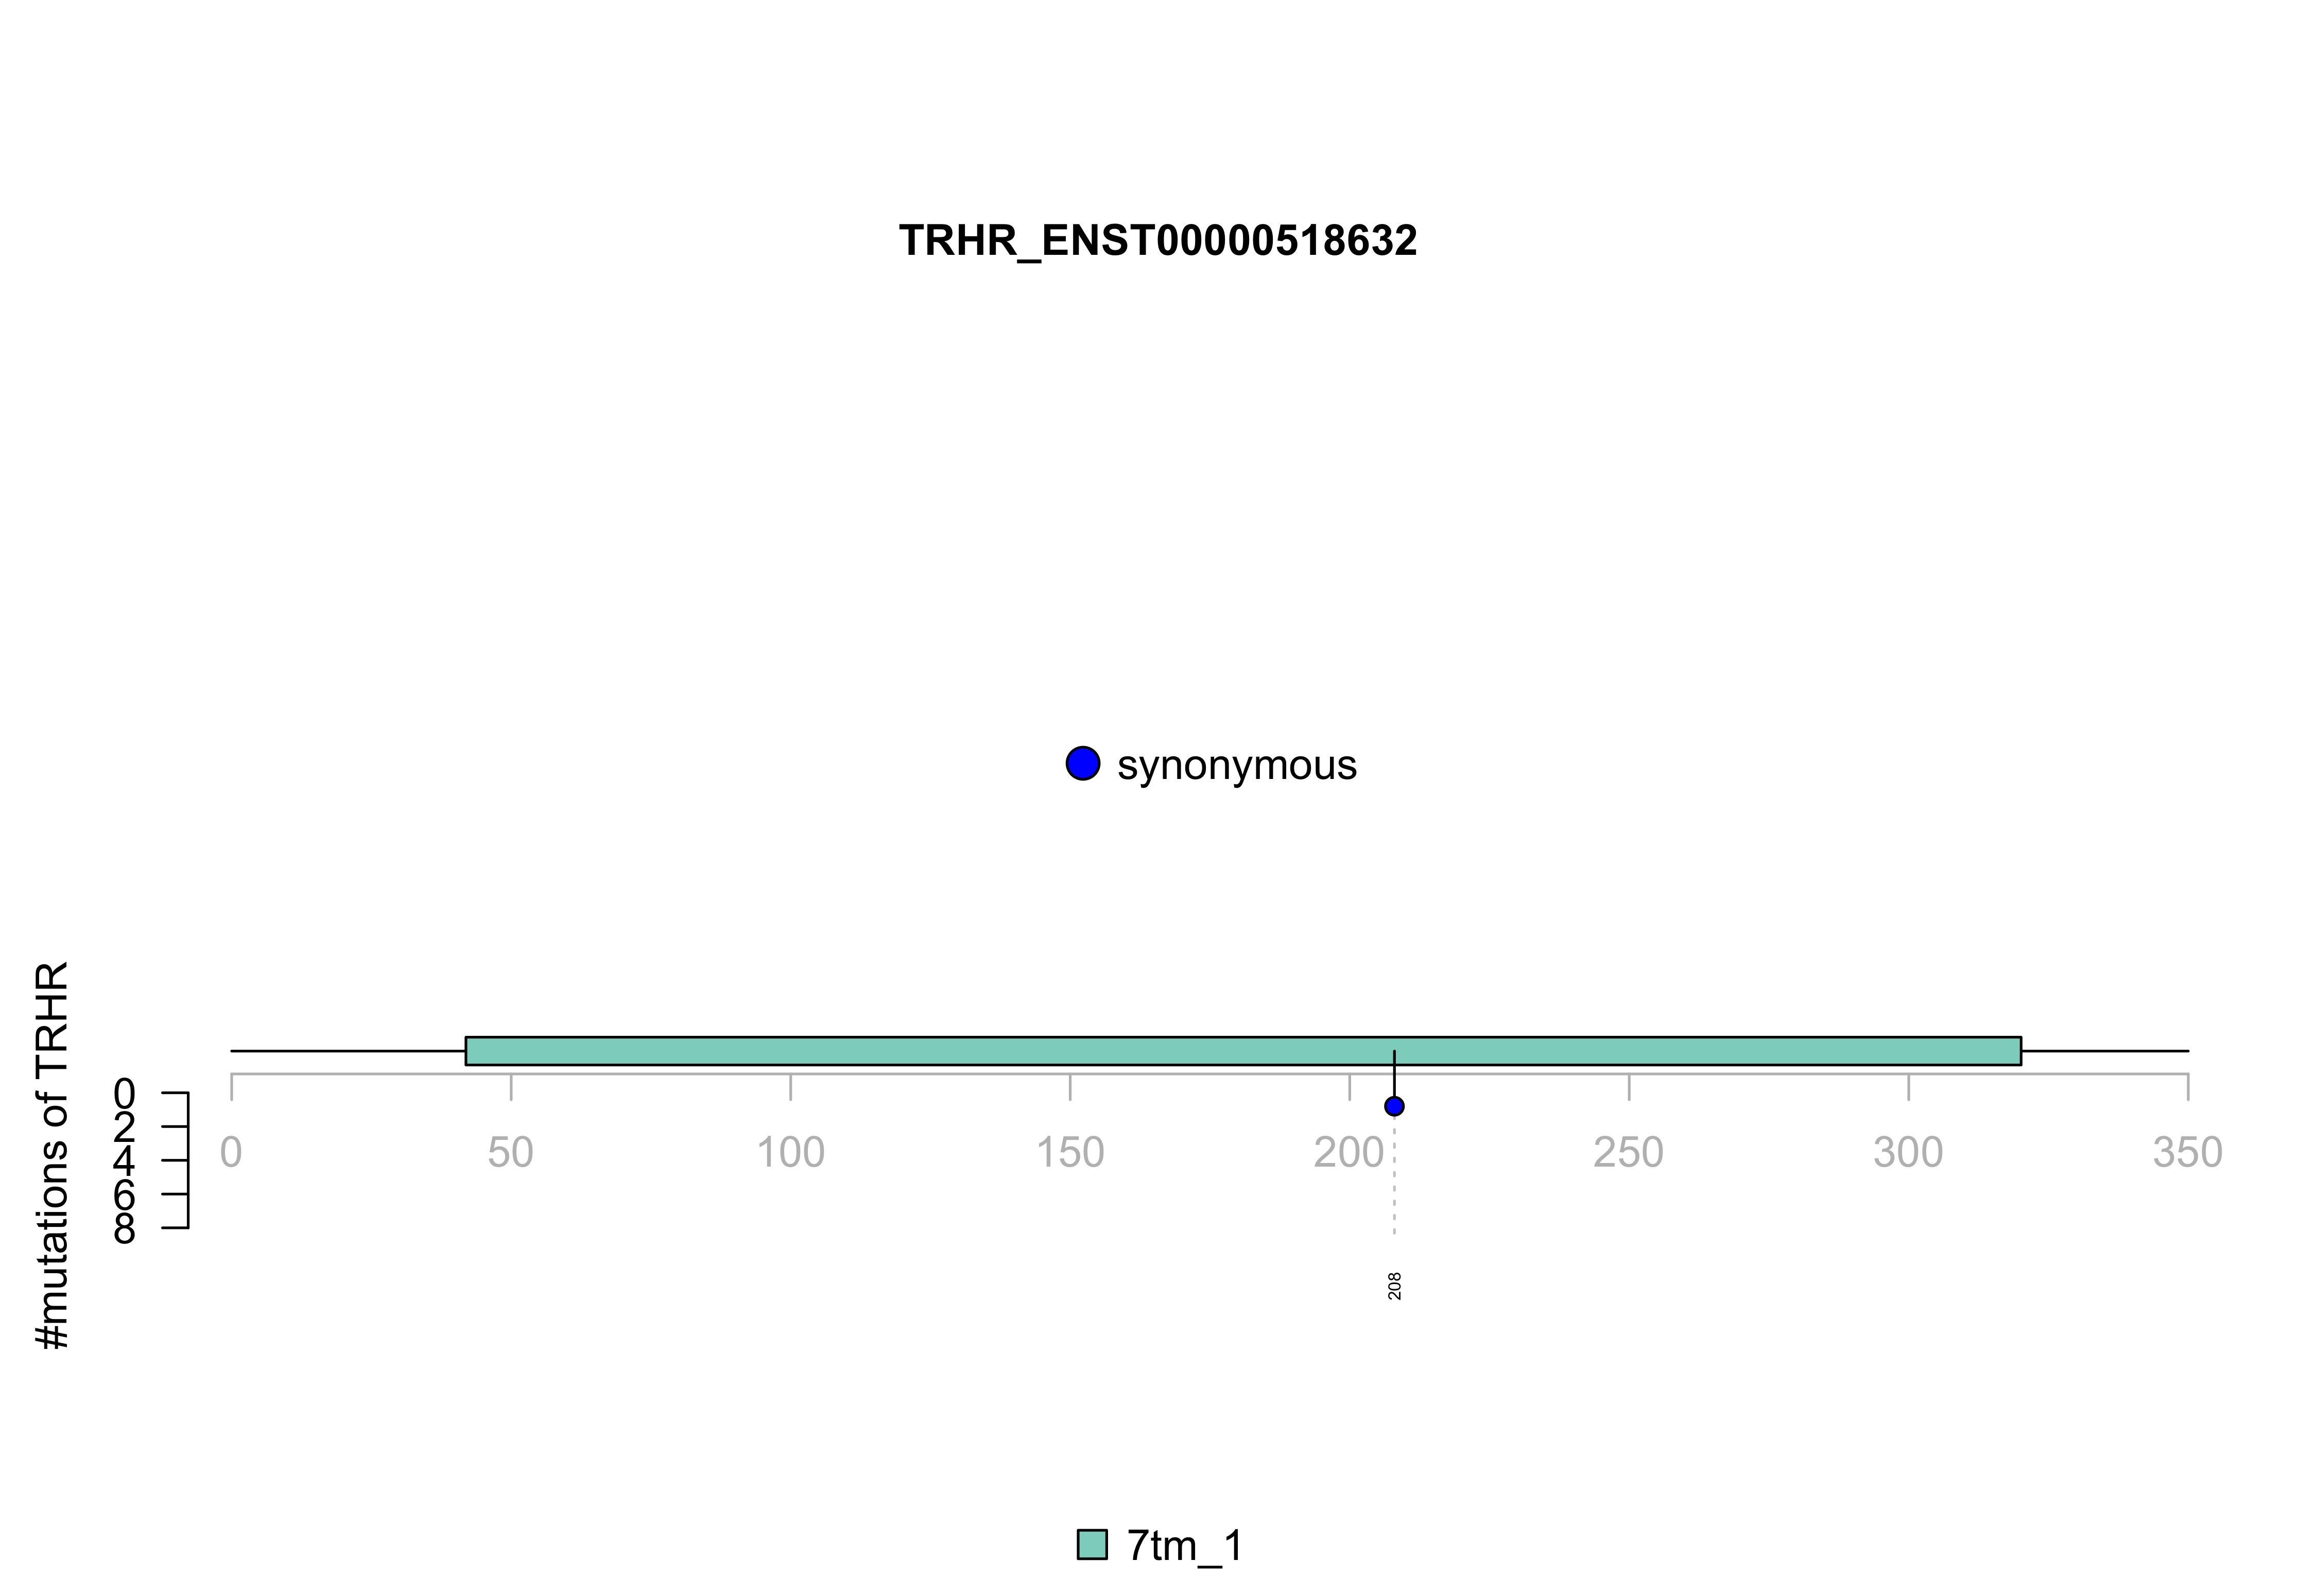 TRHR_ENST00000518632
synonymous
#mutations of TRHR
0
2
4
6
8
0 50 100 150 200 250 300 350
208
7tm_1